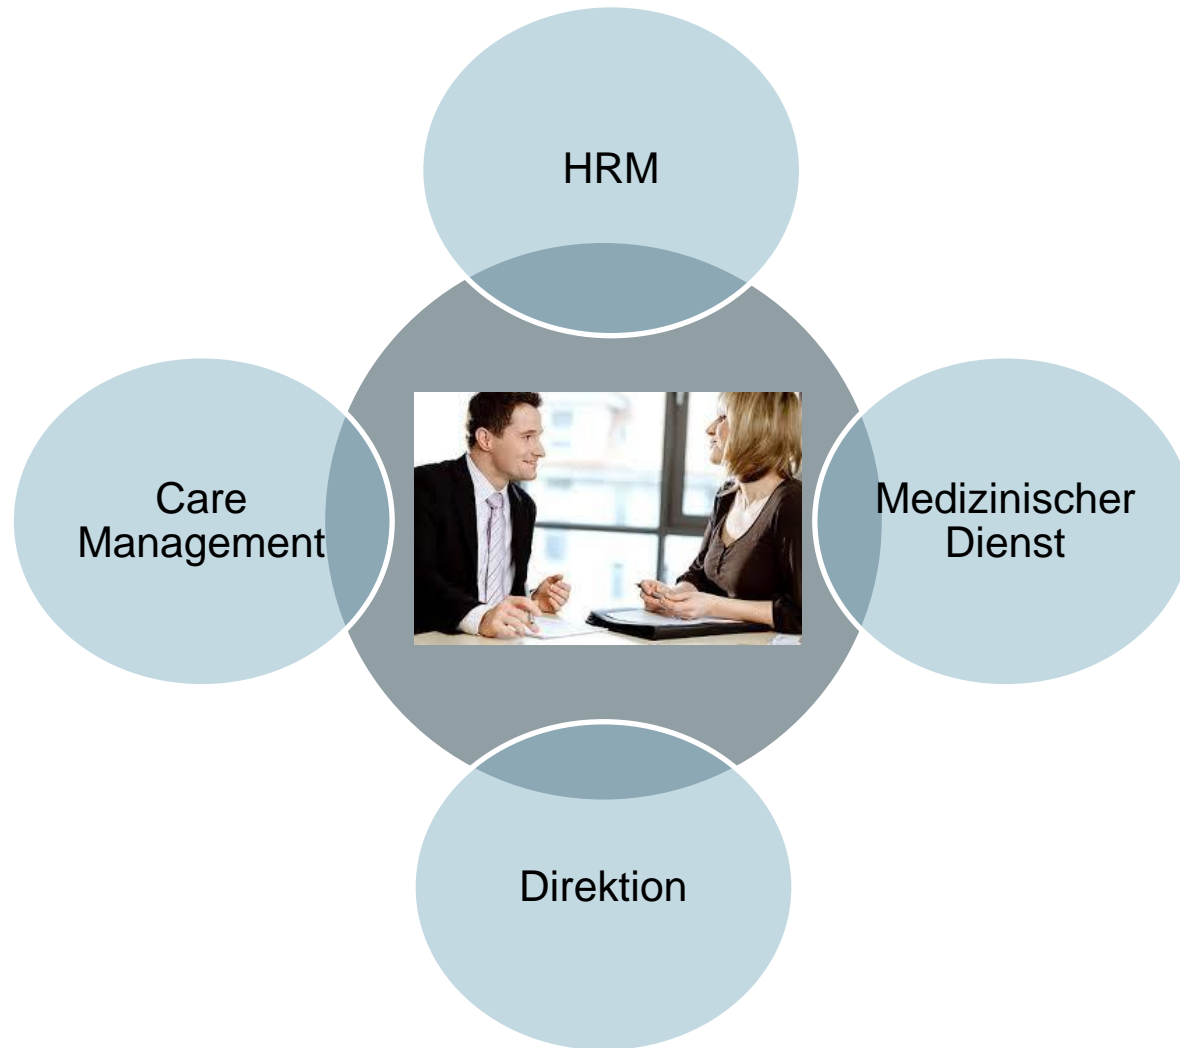 HRM
Care
Management
Medizinischer
Dienst
Direktion